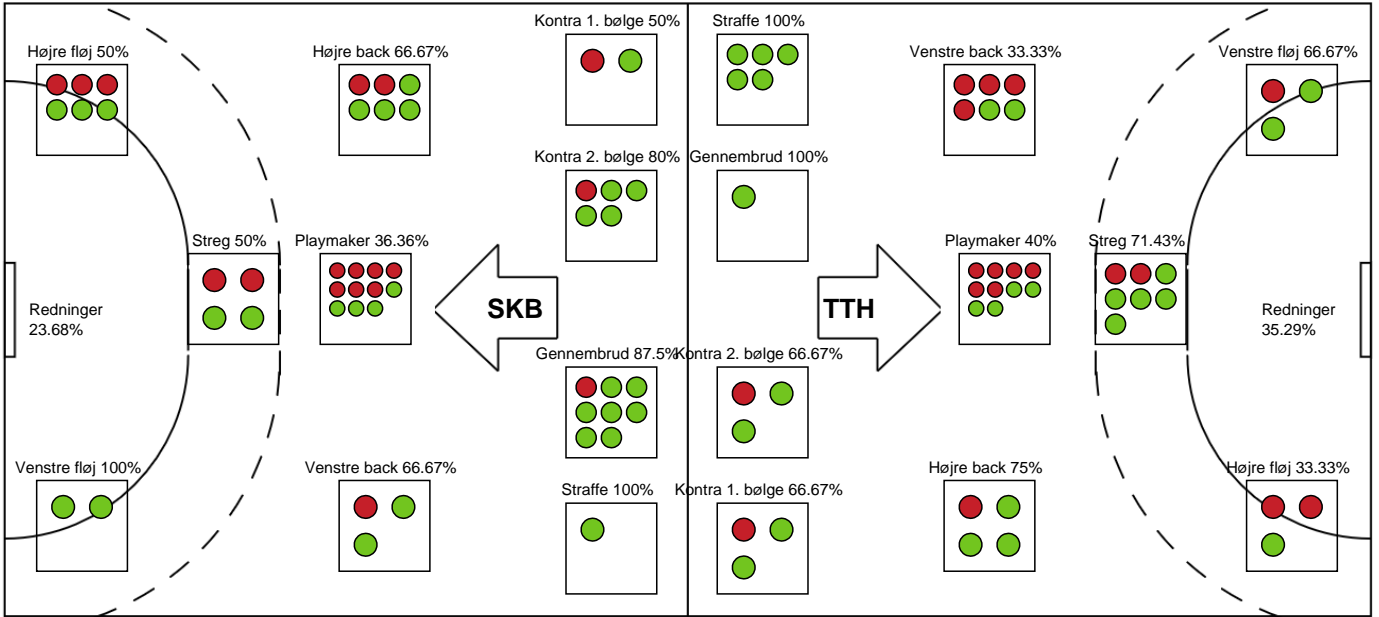 Kontra 1. bølge 50%
Straffe 100%
Højre fløj 50%
Højre back 66.67%
Venstre back 33.33%
Venstre fløj 66.67%
Kontra 2. bølge 80%
Gennembrud 100%
Streg 50%
Playmaker 36.36%
Playmaker 40%
Streg 71.43%
Redninger
23.68%
SKB
TTH
Redninger
35.29%
Gennembrud 87.5%
Kontra 2. bølge 66.67%
Venstre fløj 100%
Venstre back 66.67%
Straffe 100%
Kontra 1. bølge 66.67%
Højre back 75%
Højre fløj 33.33%